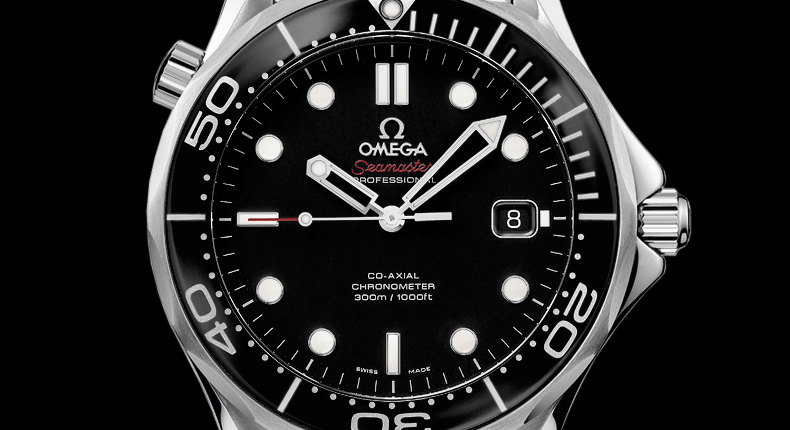 Ω
OMEGA
Seamaster
PROFESSIONAL
8
CO-AXIAL
CHRONOMETER
300m / 1000ft
SWISS MADE
50
40
30
20